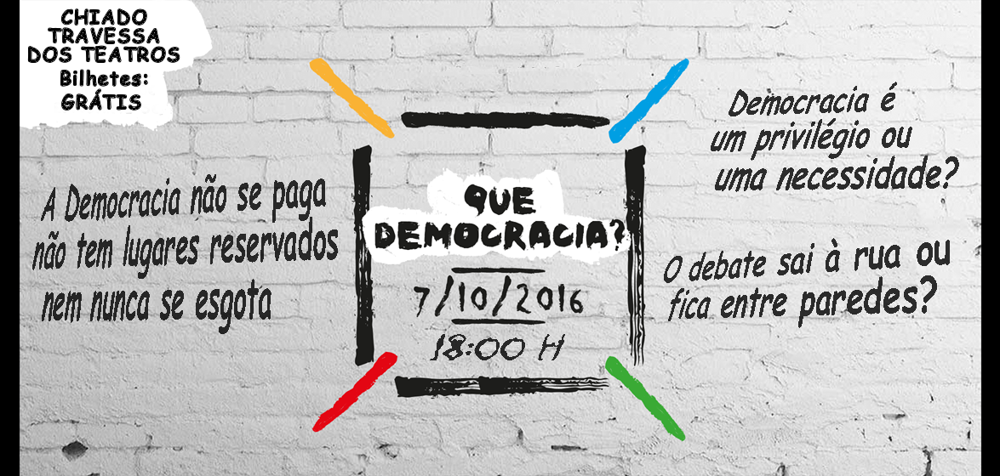 CHIADO
TRAVESSA
DOS TEATROS
Bilhetes:
GRÁTIS
A Democracia não se paga
não tem lugares reservados
nem nunca se esgota
QUE
DEMOCRACIA?
7/10/2016
18:00 H
Democracia é
um privilégio ou
uma necessidade?
O debate sai à rua ou
fica entre paredes?